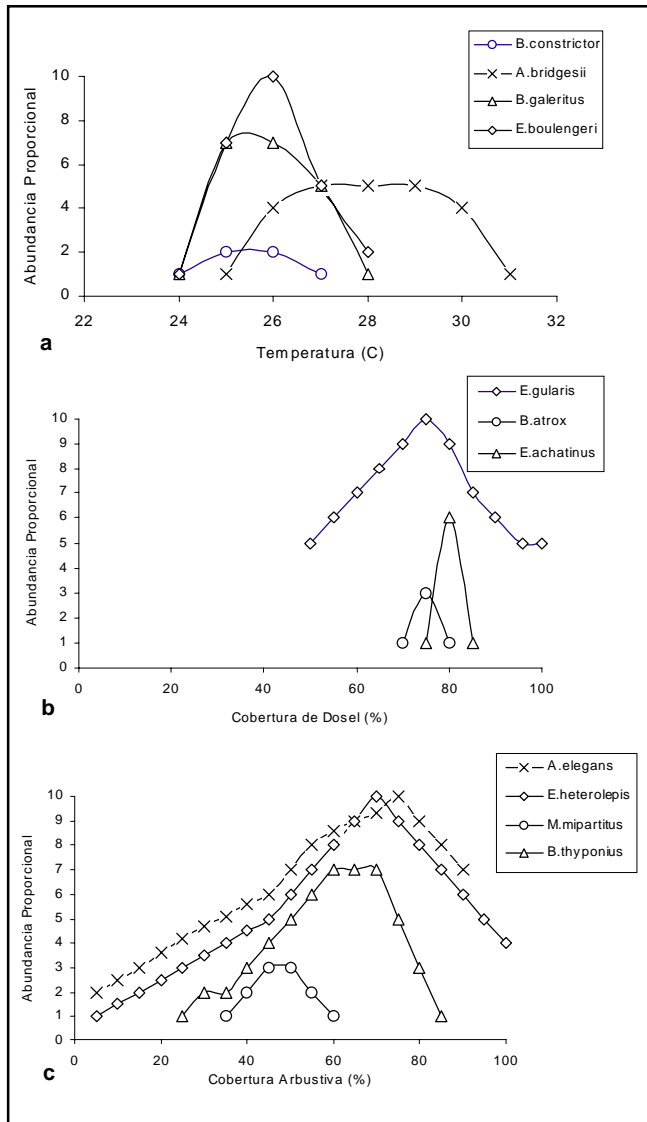 B.constrictor
A.bridgesii
B.galeritus
E.boulengeri
Abundancia Proporcional
10
8
6
4
2
0
22 24 26 28 30 32
Temperatura (C)
a
E.gularis
B.atrox
E.achatinus
Abundancia Proporcional
10
9
8
7
6
5
4
3
2
1
0
0 20 40 60 80 100
Cobertura de Dosel (%)
b
A.elegans
E.heterolepis
M.mipartitus
B.thyponius
Abundancia Proporcional
10
9
8
7
6
5
4
3
2
1
0
0 20 40 60 80 100
Cobertura Arbustiva (%)
c